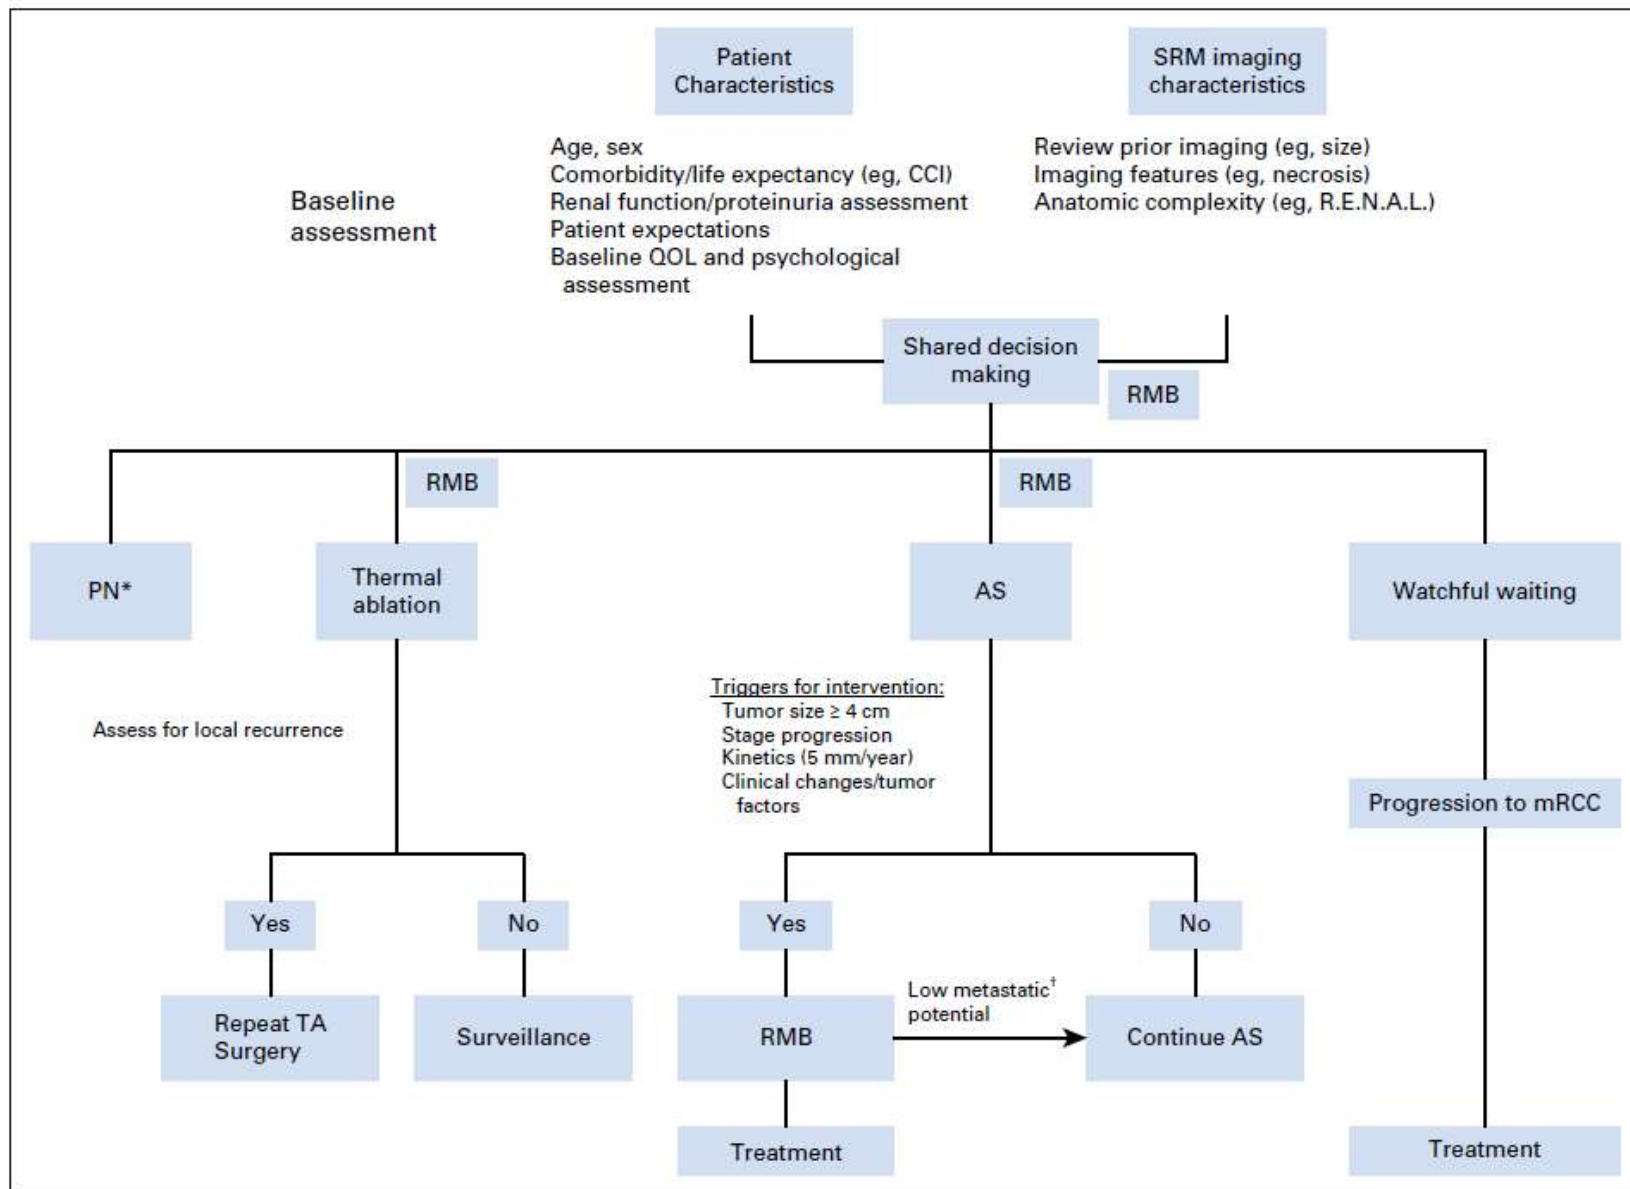 Patient
Characteristics
SRM imaging
characteristics
Baseline
assessment
Age, sex
Comorbidity/life expectancy (eg, CCI)
Renal function/proteinuria assessment
Patient expectations
Baseline QOL and psychological
assessment
Review prior imaging (eg, size)
Imaging features (eg, necrosis)
Anatomic complexity (eg, R.E.N.A.L.)
Shared decision
making
RMB
RMB
RMB
PN*
Thermal
ablation
AS
Watchful waiting
Assess for local recurrence
Triggers for intervention:
Tumor size ≥ 4 cm
Stage progression
Kinetics (5 mm/year)
Clinical changes/tumor
factors
Progression to mRCC
Yes
No
Yes
No
Repeat TA
Surgery
Surveillance
RMB
Low metastatic†
potential
Continue AS
Treatment
Treatment